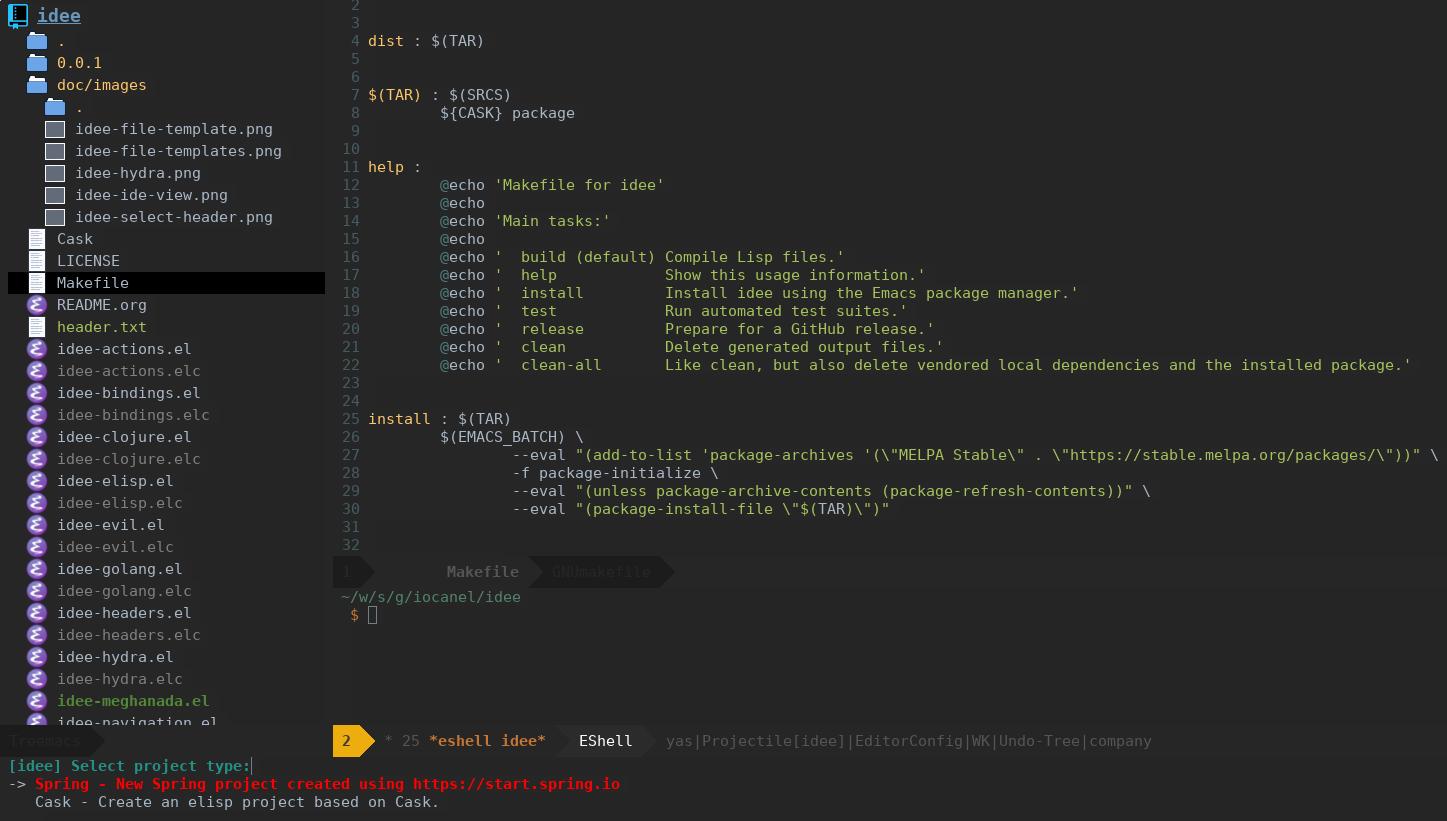 idee
.
0.0.1
doc/images
.
idee-file-template.png
idee-file-templates.png
idee-hydra.png
idee-ide-view.png
idee-select-header.png
Cask
LICENSE
Makefile
README.org
header.txt
idee-actions.el
idee-actions.elc
idee-bindings.el
idee-bindings.elc
idee-clojure.el
idee-clojure.elc
idee-elisp.el
idee-elisp.elc
idee-evil.el
idee-evil.elc
idee-golang.el
idee-golang.elc
idee-headers.el
idee-headers.elc
idee-hydra.el
idee-hydra.elc
idee-meghanada.el
idee-navigation.el
Treemacs
2
3
4 dist : $(TAR)
5
6
7 $(TAR) : $(SRCS)
8         ${CASK} package
9
10
11 help :
12         @echo 'Makefile for idee'
13         @echo
14         @echo 'Main tasks:'
15         @echo
16         @echo '  build (default) Compile Lisp files.'
17         @echo '  help            Show this usage information.'
18         @echo '  install         Install idee using the Emacs package manager.'
19         @echo '  test            Run automated test suites.'
20         @echo '  release         Prepare for a GitHub release.'
21         @echo '  clean           Delete generated output files.'
22         @echo '  clean-all       Like clean, but also delete vendored local dependencies and the installed package.'
23
24
25 install : $(TAR)
26         $(EMACS_BATCH) \
27                 --eval "(add-to-list 'package-archives '(\"MELPA Stable\" . \"https://stable.melpa.org/packages/\"))" \
28                 -f package-initialize \
29                 --eval "(unless package-archive-contents (package-refresh-contents))" \
30                 --eval "(package-install-file \"$(TAR)\")"
31
32
1 Makefile GNUmakefile
~/w/s/g/iocanel/idee
$
2 * 25 *eshell idee* EShell yas|Projectile[idee]|EditorConfig|WK|Undo-Tree|company
[idee] Select project type:
-> Spring - New Spring project created using https://start.spring.io
Cask - Create an elisp project based on Cask.